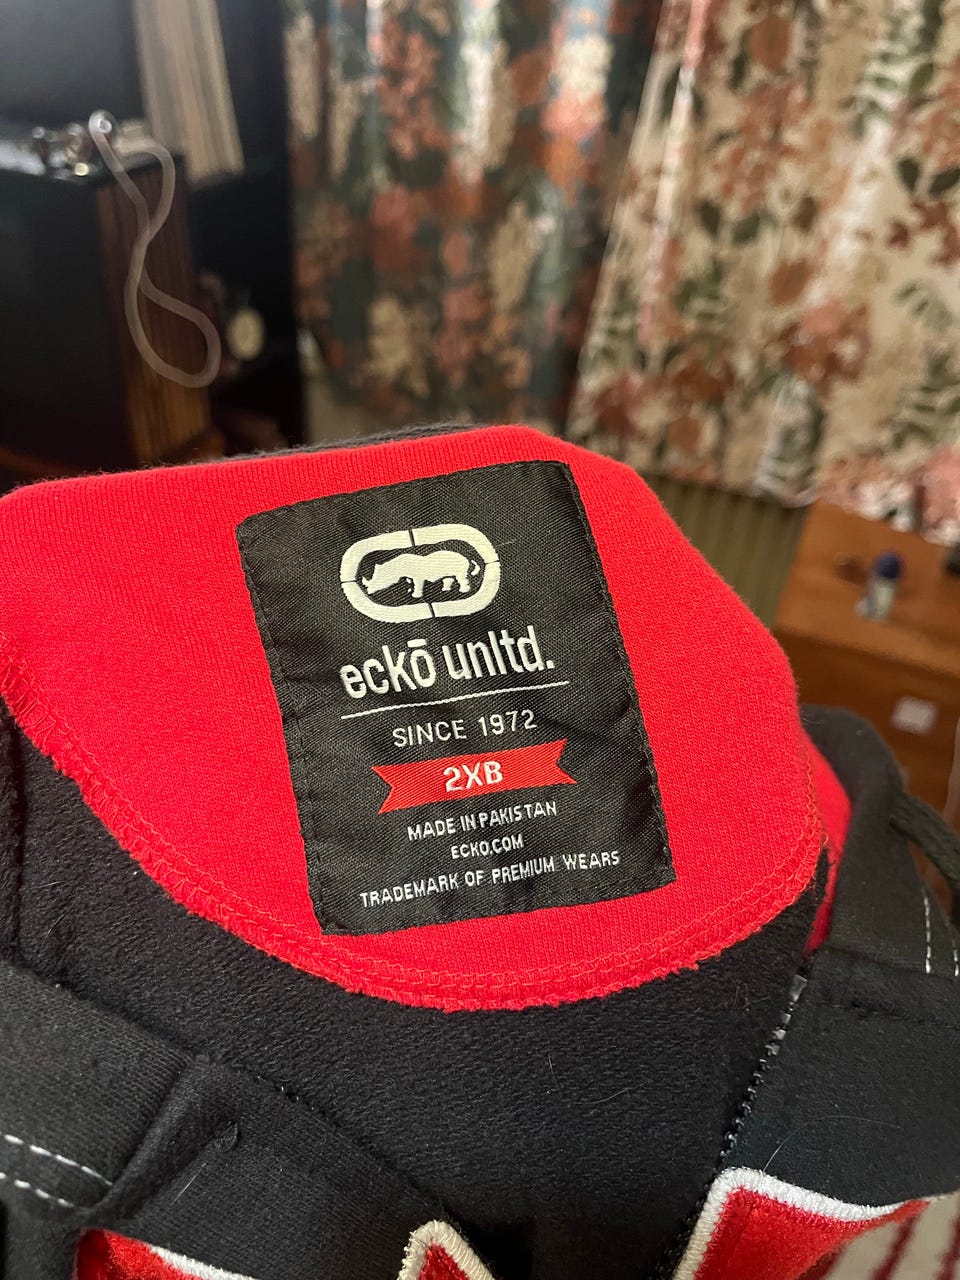 eckō unltd.
SINCE 1972
2XB
MADE IN PAKISTAN
ECKO.COM
TRADEMARK OF PREMIUM WEARS